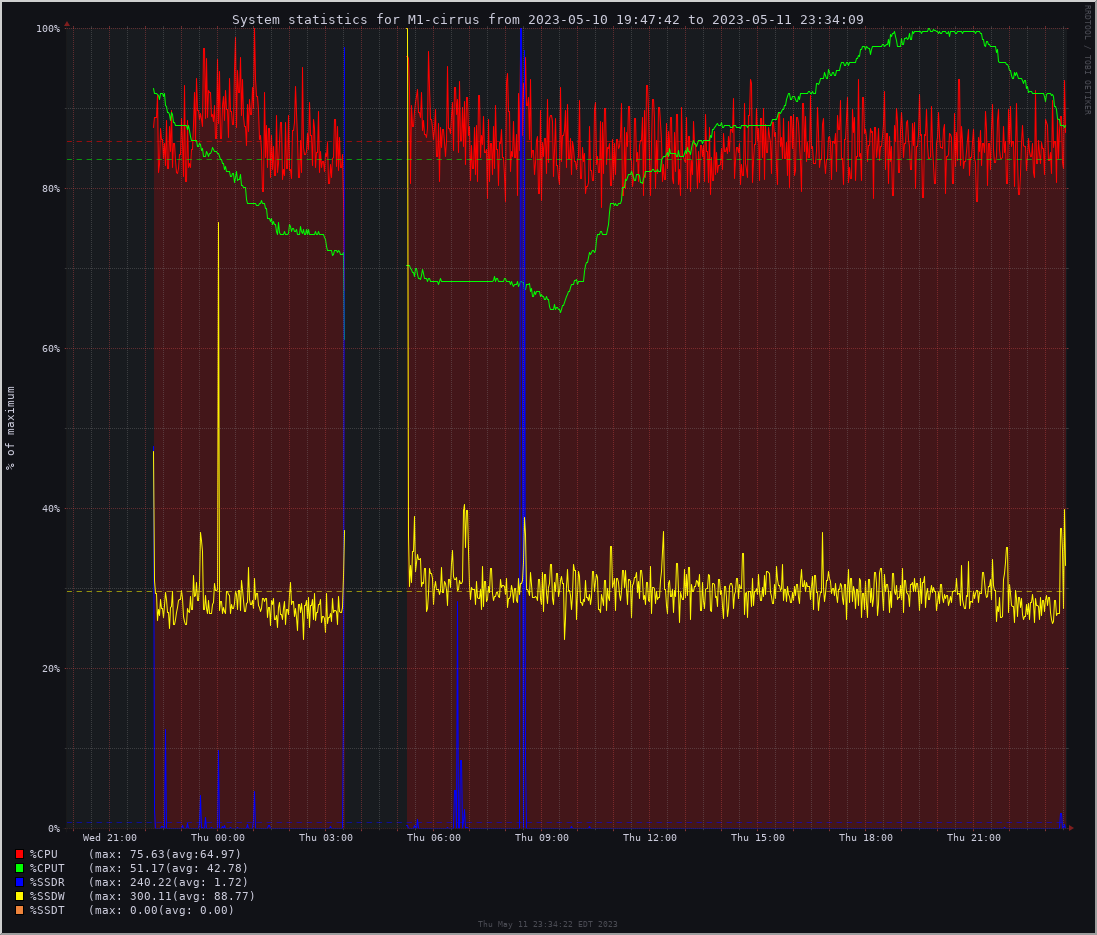 System statistics for M1-cirrus from 2023-05-10 19:47:42 to 2023-05-11 23:34:09
RRDTOOL / TOBI OETIKER
% of maximum
100%
80%
60%
40%
20%
0%
Wed 21:00 Thu 00:00 Thu 03:00 Thu 06:00 Thu 09:00 Thu 12:00 Thu 15:00 Thu 18:00 Thu 21:00
%CPU (max: 75.63(avg:64.97)
%CPUT (max: 51.17(avg: 42.78)
%SSDR (max: 240.22(avg: 1.72)
%SSDW (max: 300.11(avg: 88.77)
%SSDT (max: 0.00(avg: 0.00)
Thu May 11 23:34:22 EDT 2023